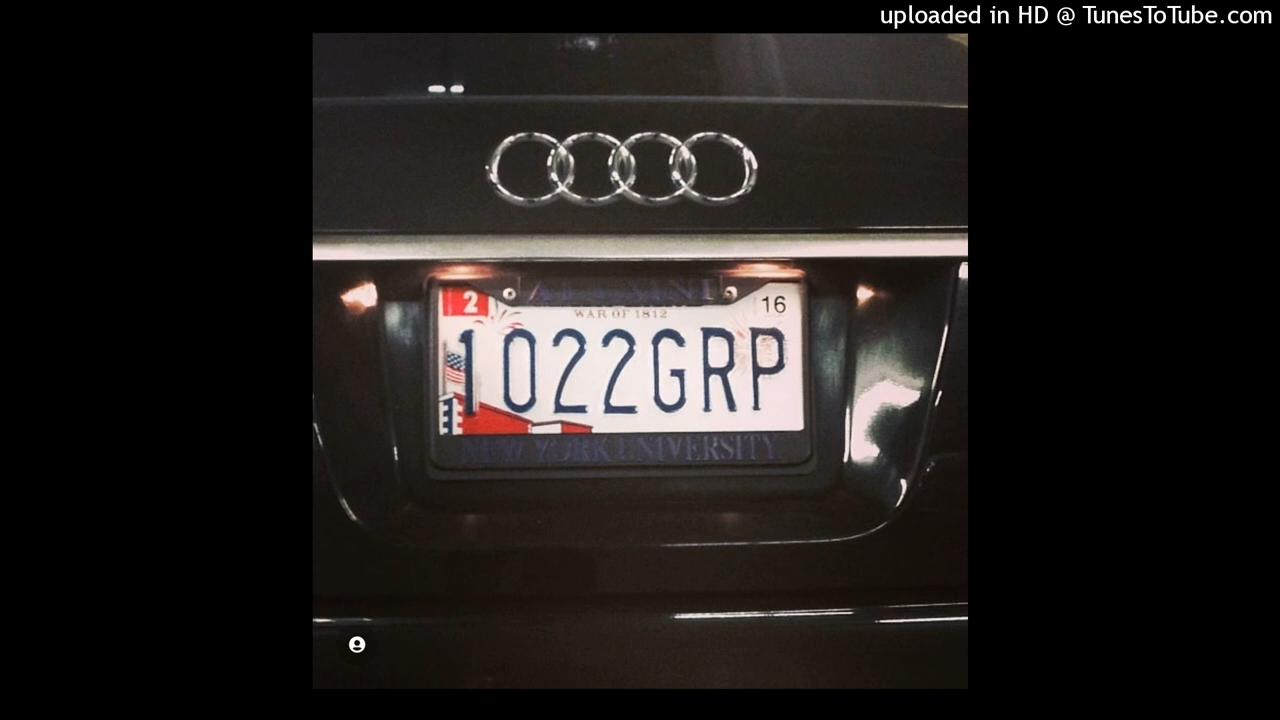 uploaded in HD @ TunesToTube.com
2
16
WAR OF 1812
1022GRP
NEW YORK UNIVERSITY